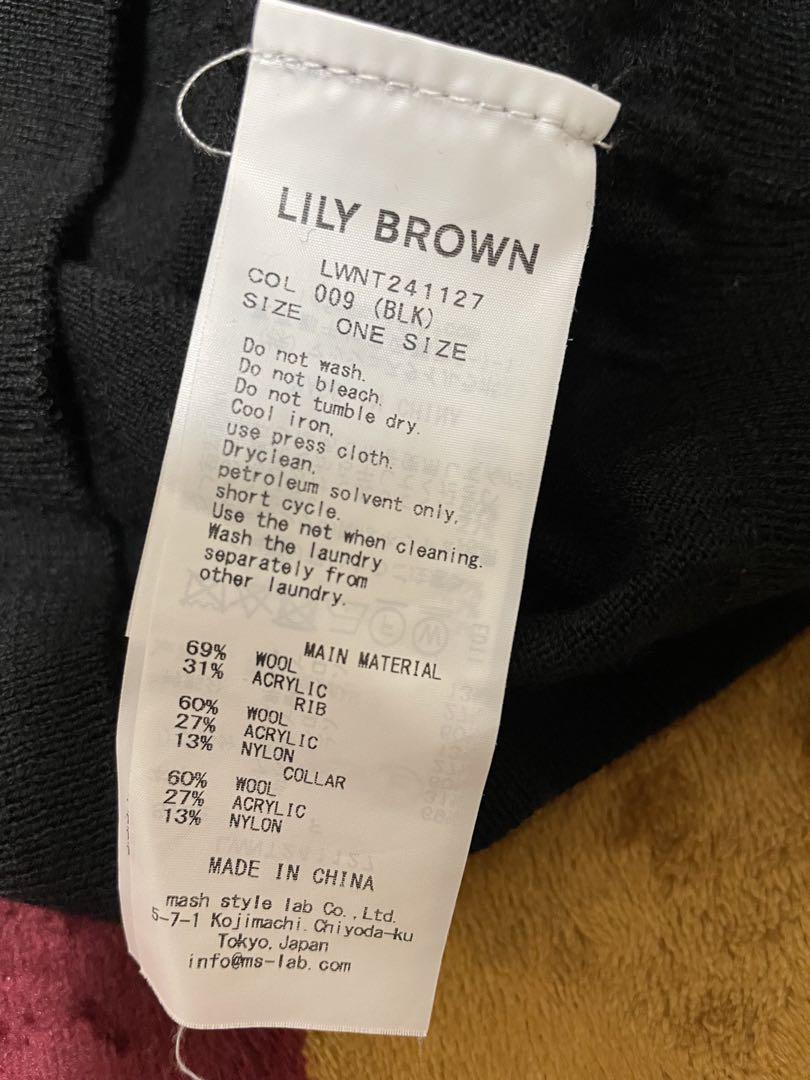 LILY BROWN
LWNT241127
COL 009 (BLK)
SIZE ONE SIZE
Do not wash.
Do not bleach.
Do not tumble dry.
Cool iron,
use press cloth.
Dryclean,
petroleum solvent only,
short cycle.
Use the net when cleaning.
Wash the laundry
separately from
other laundry.
MAIN MATERIAL
69% WOOL
31% ACRYLIC
RIB
60% WOOL
27% ACRYLIC
13% NYLON
COLLAR
60% WOOL
27% ACRYLIC
13% NYLON
MADE IN CHINA
mash style lab Co.,Ltd.
5-7-1 Kojimachi.Chiyoda-ku
Tokyo,Japan
info@ms-lab.com